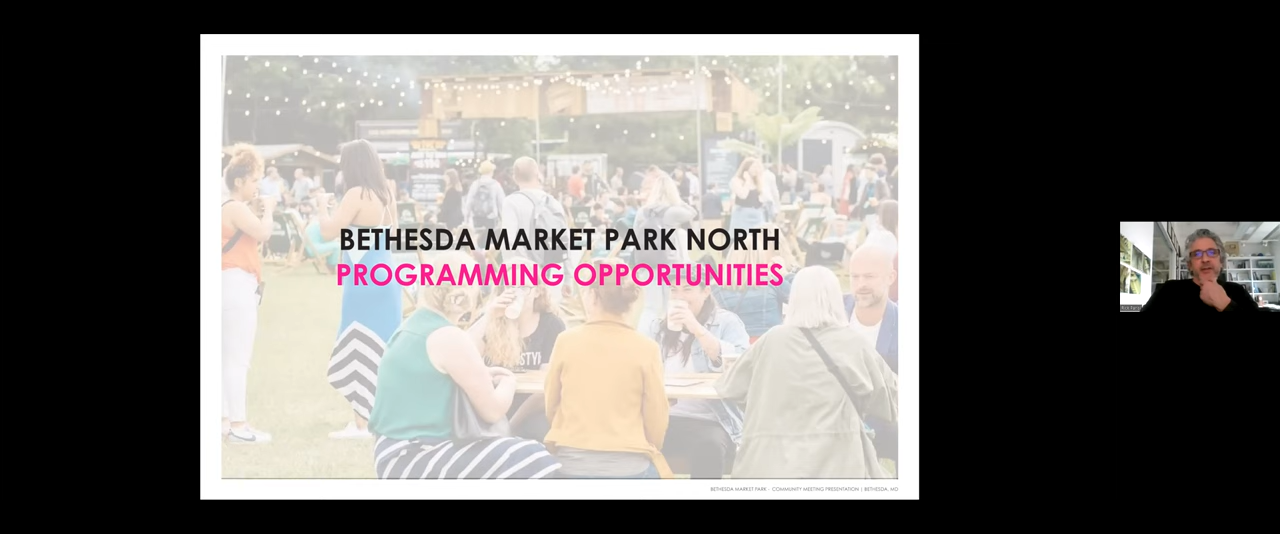 BETHESDA MARKET PARK NORTH
PROGRAMMING OPPORTUNITIES
BETHESDA MARKET PARK - COMMUNITY MEETING PRESENTATION | BETHESDA, MD